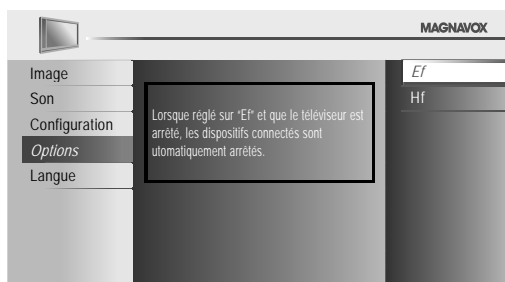 MAGNAVOX
Image
Son
Configuration
Options
Langue
Lorsque réglé sur "Ef" et que le téléviseur est
arrêté, les dispositifs connectés sont
utomatiquement arrêtés.
Ef
Hf